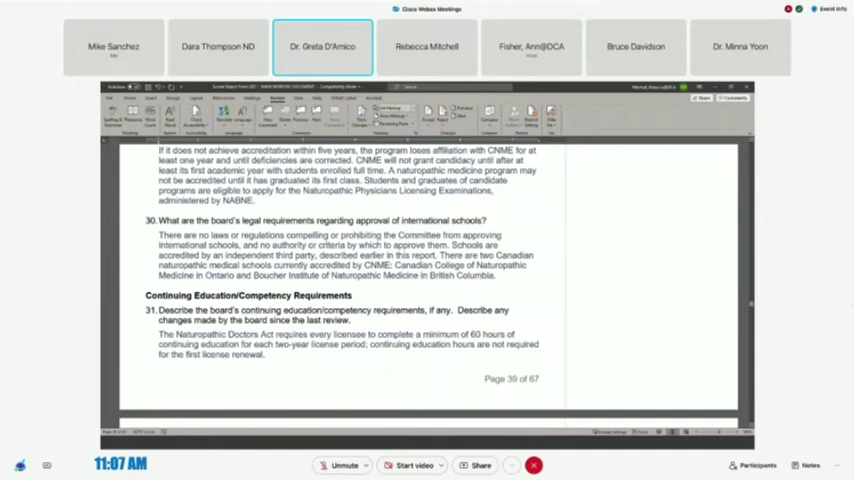 Cisco Webex Meetings
Event Info
Mike Sanchez
Me
Dara Thompson ND
Dr. Greta D'Amico
Rebecca Mitchell
Fisher, Ann@DCA
Host
Bruce Davidson
Dr. Minna Yoon
Search
Share
Comments
If it does not achieve accreditation within five years, the program loses affiliation with CNME for at
least one year and until deficiencies are corrected. CNME will not grant candidacy until after at
least its first academic year with students enrolled full time. A naturopathic medicine program may
not be accredited until it has graduated its first class. Students and graduates of candidate
programs are eligible to apply for the Naturopathic Physicians Licensing Examinations,
administered by NABNE.
30. What are the board's legal requirements regarding approval of international schools?
There are no laws or regulations compelling or prohibiting the Committee from approving
international schools, and no authority or criteria by which to approve them. Schools are
accredited by an independent third party, described earlier in this report. There are two Canadian
naturopathic medical schools currently accredited by CNME: Canadian College of Naturopathic
Medicine in Ontario and Boucher Institute of Naturopathic Medicine in British Columbia.
Continuing Education/Competency Requirements
31. Describe the board's continuing education/competency requirements, if any. Describe any
changes made by the board since the last review.
The Naturopathic Doctors Act requires every licensee to complete a minimum of 60 hours of
continuing education for each two-year license period; continuing education hours are not required
for the first license renewal.
Page 39 of 67
11:07 AM
Unmute
Start video
Share
Participants
Notes